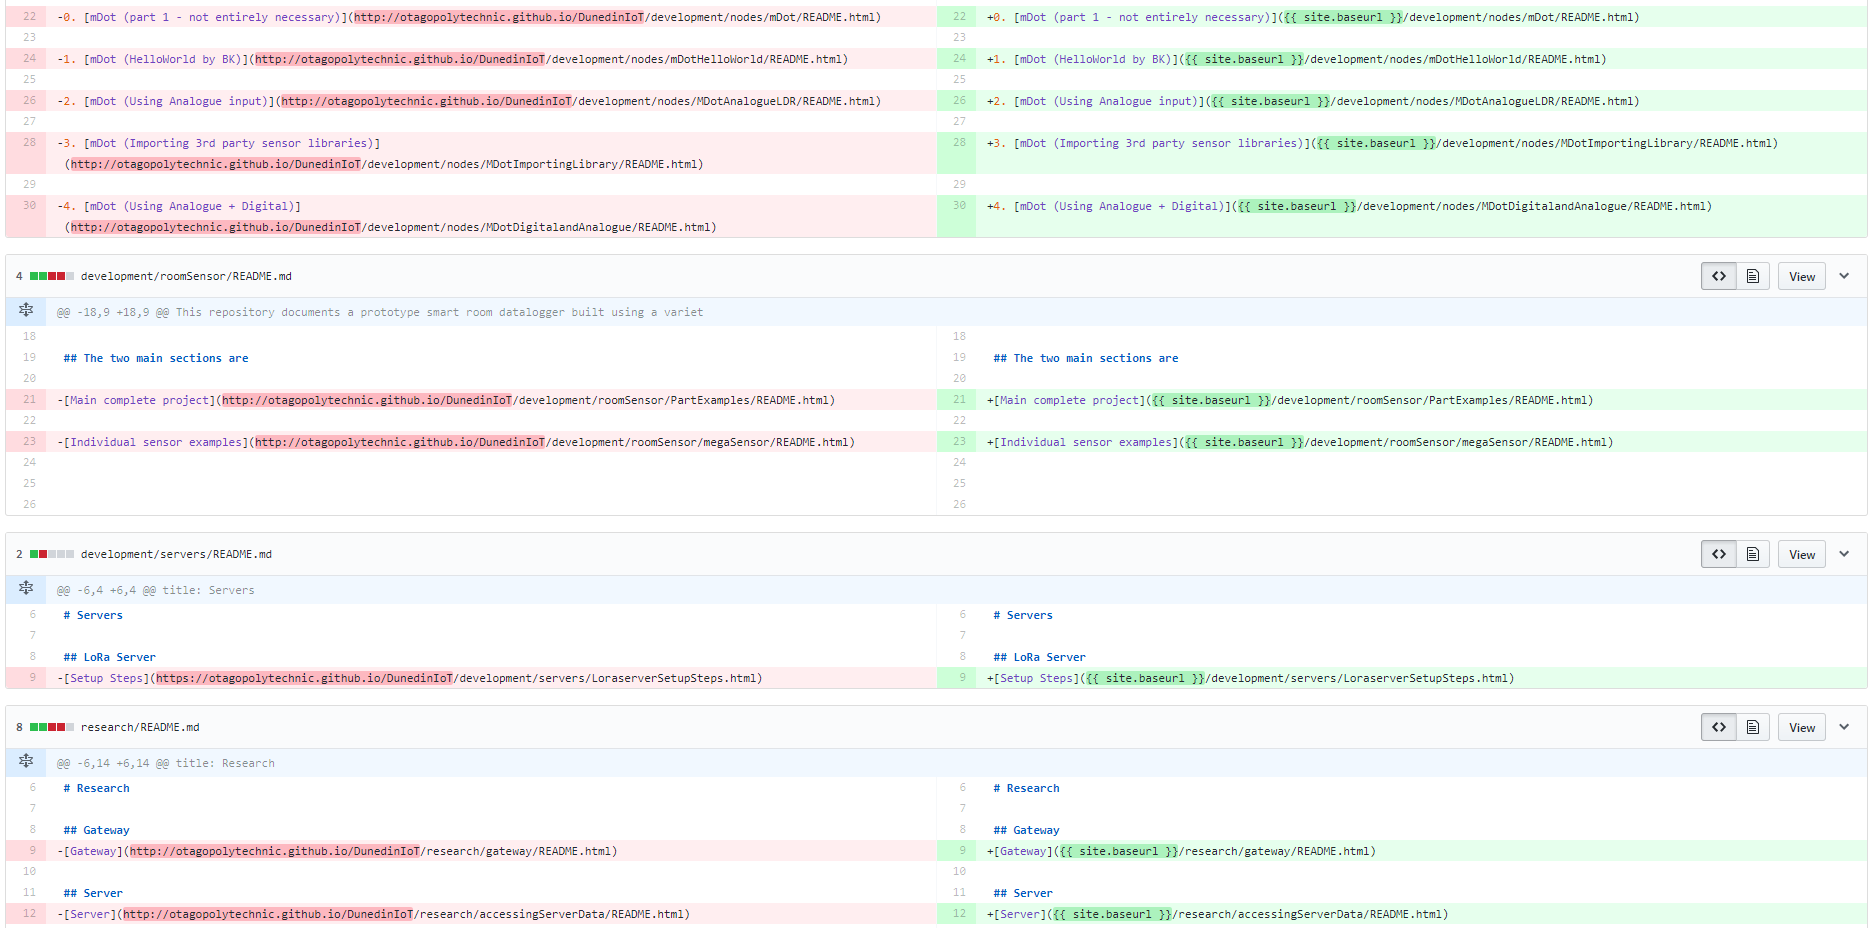 22 -0. [mDot (part 1 - not entirely necessary)](http://otagopolytechnic.github.io/DunedinIoT/development/nodes/mDot/README.html) 22 +0. [mDot (part 1 - not entirely necessary)]({{ site.baseurl }}/development/nodes/mDot/README.html)
23 23
24 -1. [mDot (HelloWorld by BK)](http://otagopolytechnic.github.io/DunedinIoT/development/nodes/mDotHelloWorld/README.html) 24 +1. [mDot (HelloWorld by BK)]({{ site.baseurl }}/development/nodes/mDotHelloWorld/README.html)
25 25
26 -2. [mDot (Using Analogue input)](http://otagopolytechnic.github.io/DunedinIoT/development/nodes/MDotAnalogueLDR/README.html) 26 +2. [mDot (Using Analogue input)]({{ site.baseurl }}/development/nodes/MDotAnalogueLDR/README.html)
27 27
28 -3. [mDot (Importing 3rd party sensor libraries)] 28 +3. [mDot (Importing 3rd party sensor libraries)]({{ site.baseurl }}/development/nodes/MDotImportingLibrary/README.html)
(http://otagopolytechnic.github.io/DunedinIoT/development/nodes/MDotImportingLibrary/README.html)
29 29
30 -4. [mDot (Using Analogue + Digital)] 30 +4. [mDot (Using Analogue + Digital)]({{ site.baseurl }}/development/nodes/MDotDigitalandAnalogue/README.html)
(http://otagopolytechnic.github.io/DunedinIoT/development/nodes/MDotDigitalandAnalogue/README.html)
4 development/roomSensor/README.md <> View
@@ -18,9 +18,9 @@ This repository documents a prototype smart room datalogger built using a variet
18 18
19 ## The two main sections are 19 ## The two main sections are
20 20
21 -[Main complete project](http://otagopolytechnic.github.io/DunedinIoT/development/roomSensor/PartExamples/README.html) 21 +[Main complete project]({{ site.baseurl }}/development/roomSensor/PartExamples/README.html)
22 22
23 -[Individual sensor examples](http://otagopolytechnic.github.io/DunedinIoT/development/roomSensor/megaSensor/README.html) 23 +[Individual sensor examples]({{ site.baseurl }}/development/roomSensor/megaSensor/README.html)
24 24
25 25
26 26
2 development/servers/README.md <> View
@@ -6,4 +6,4 @@ title: Servers
6 # Servers 6 # Servers
7 7
8 ## LoRa Server 8 ## LoRa Server
9 -[Setup Steps](https://otagopolytechnic.github.io/DunedinIoT/development/servers/LoraserverSetupSteps.html) 9 +[Setup Steps]({{ site.baseurl }}/development/servers/LoraserverSetupSteps.html)
8 research/README.md <> View
@@ -6,14 +6,14 @@ title: Research
6 # Research 6 # Research
7 7
8 ## Gateway 8 ## Gateway
9 -[Gateway](http://otagopolytechnic.github.io/DunedinIoT/research/gateway/README.html) 9 +[Gateway]({{ site.baseurl }}/research/gateway/README.html)
10 10
11 ## Server 11 ## Server
12 -[Server](http://otagopolytechnic.github.io/DunedinIoT/research/accessingServerData/README.html) 12 +[Server]({{ site.baseurl }}/research/accessingServerData/README.html)